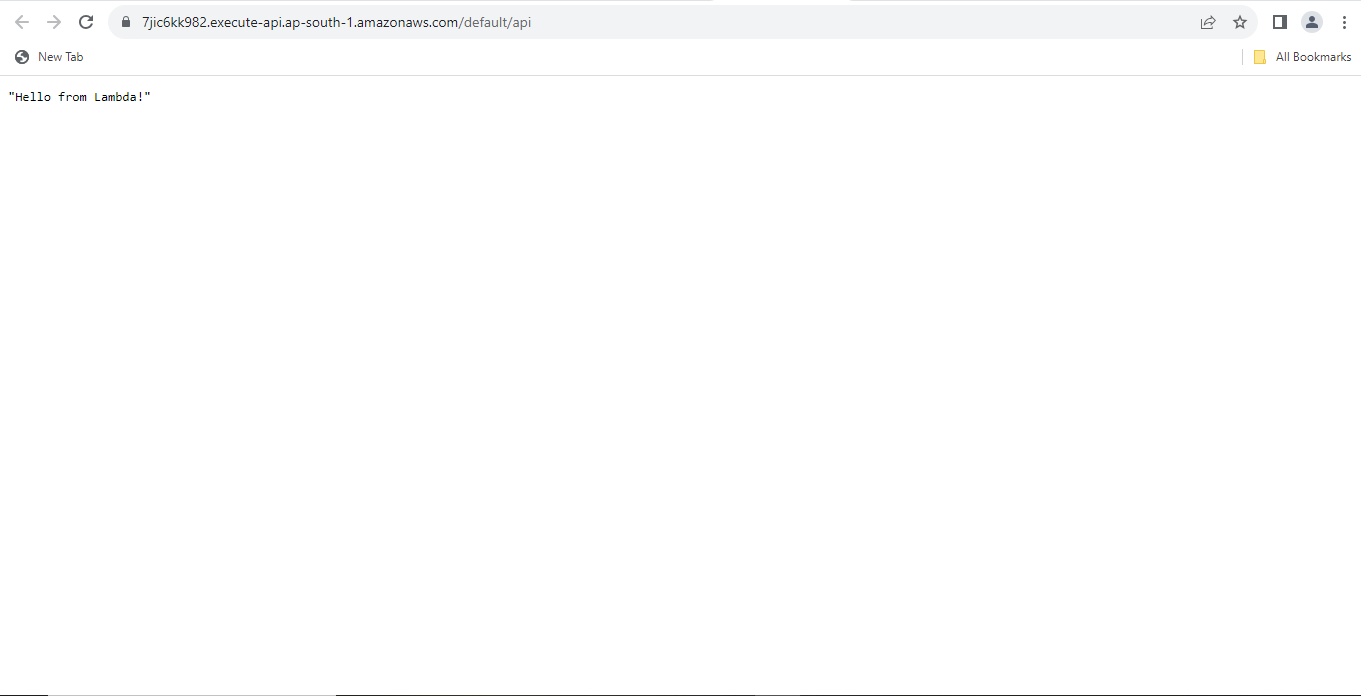 7jic6kk982.execute-api.ap-south-1.amazonaws.com/default/api
New Tab
All Bookmarks
"Hello from Lambda!"